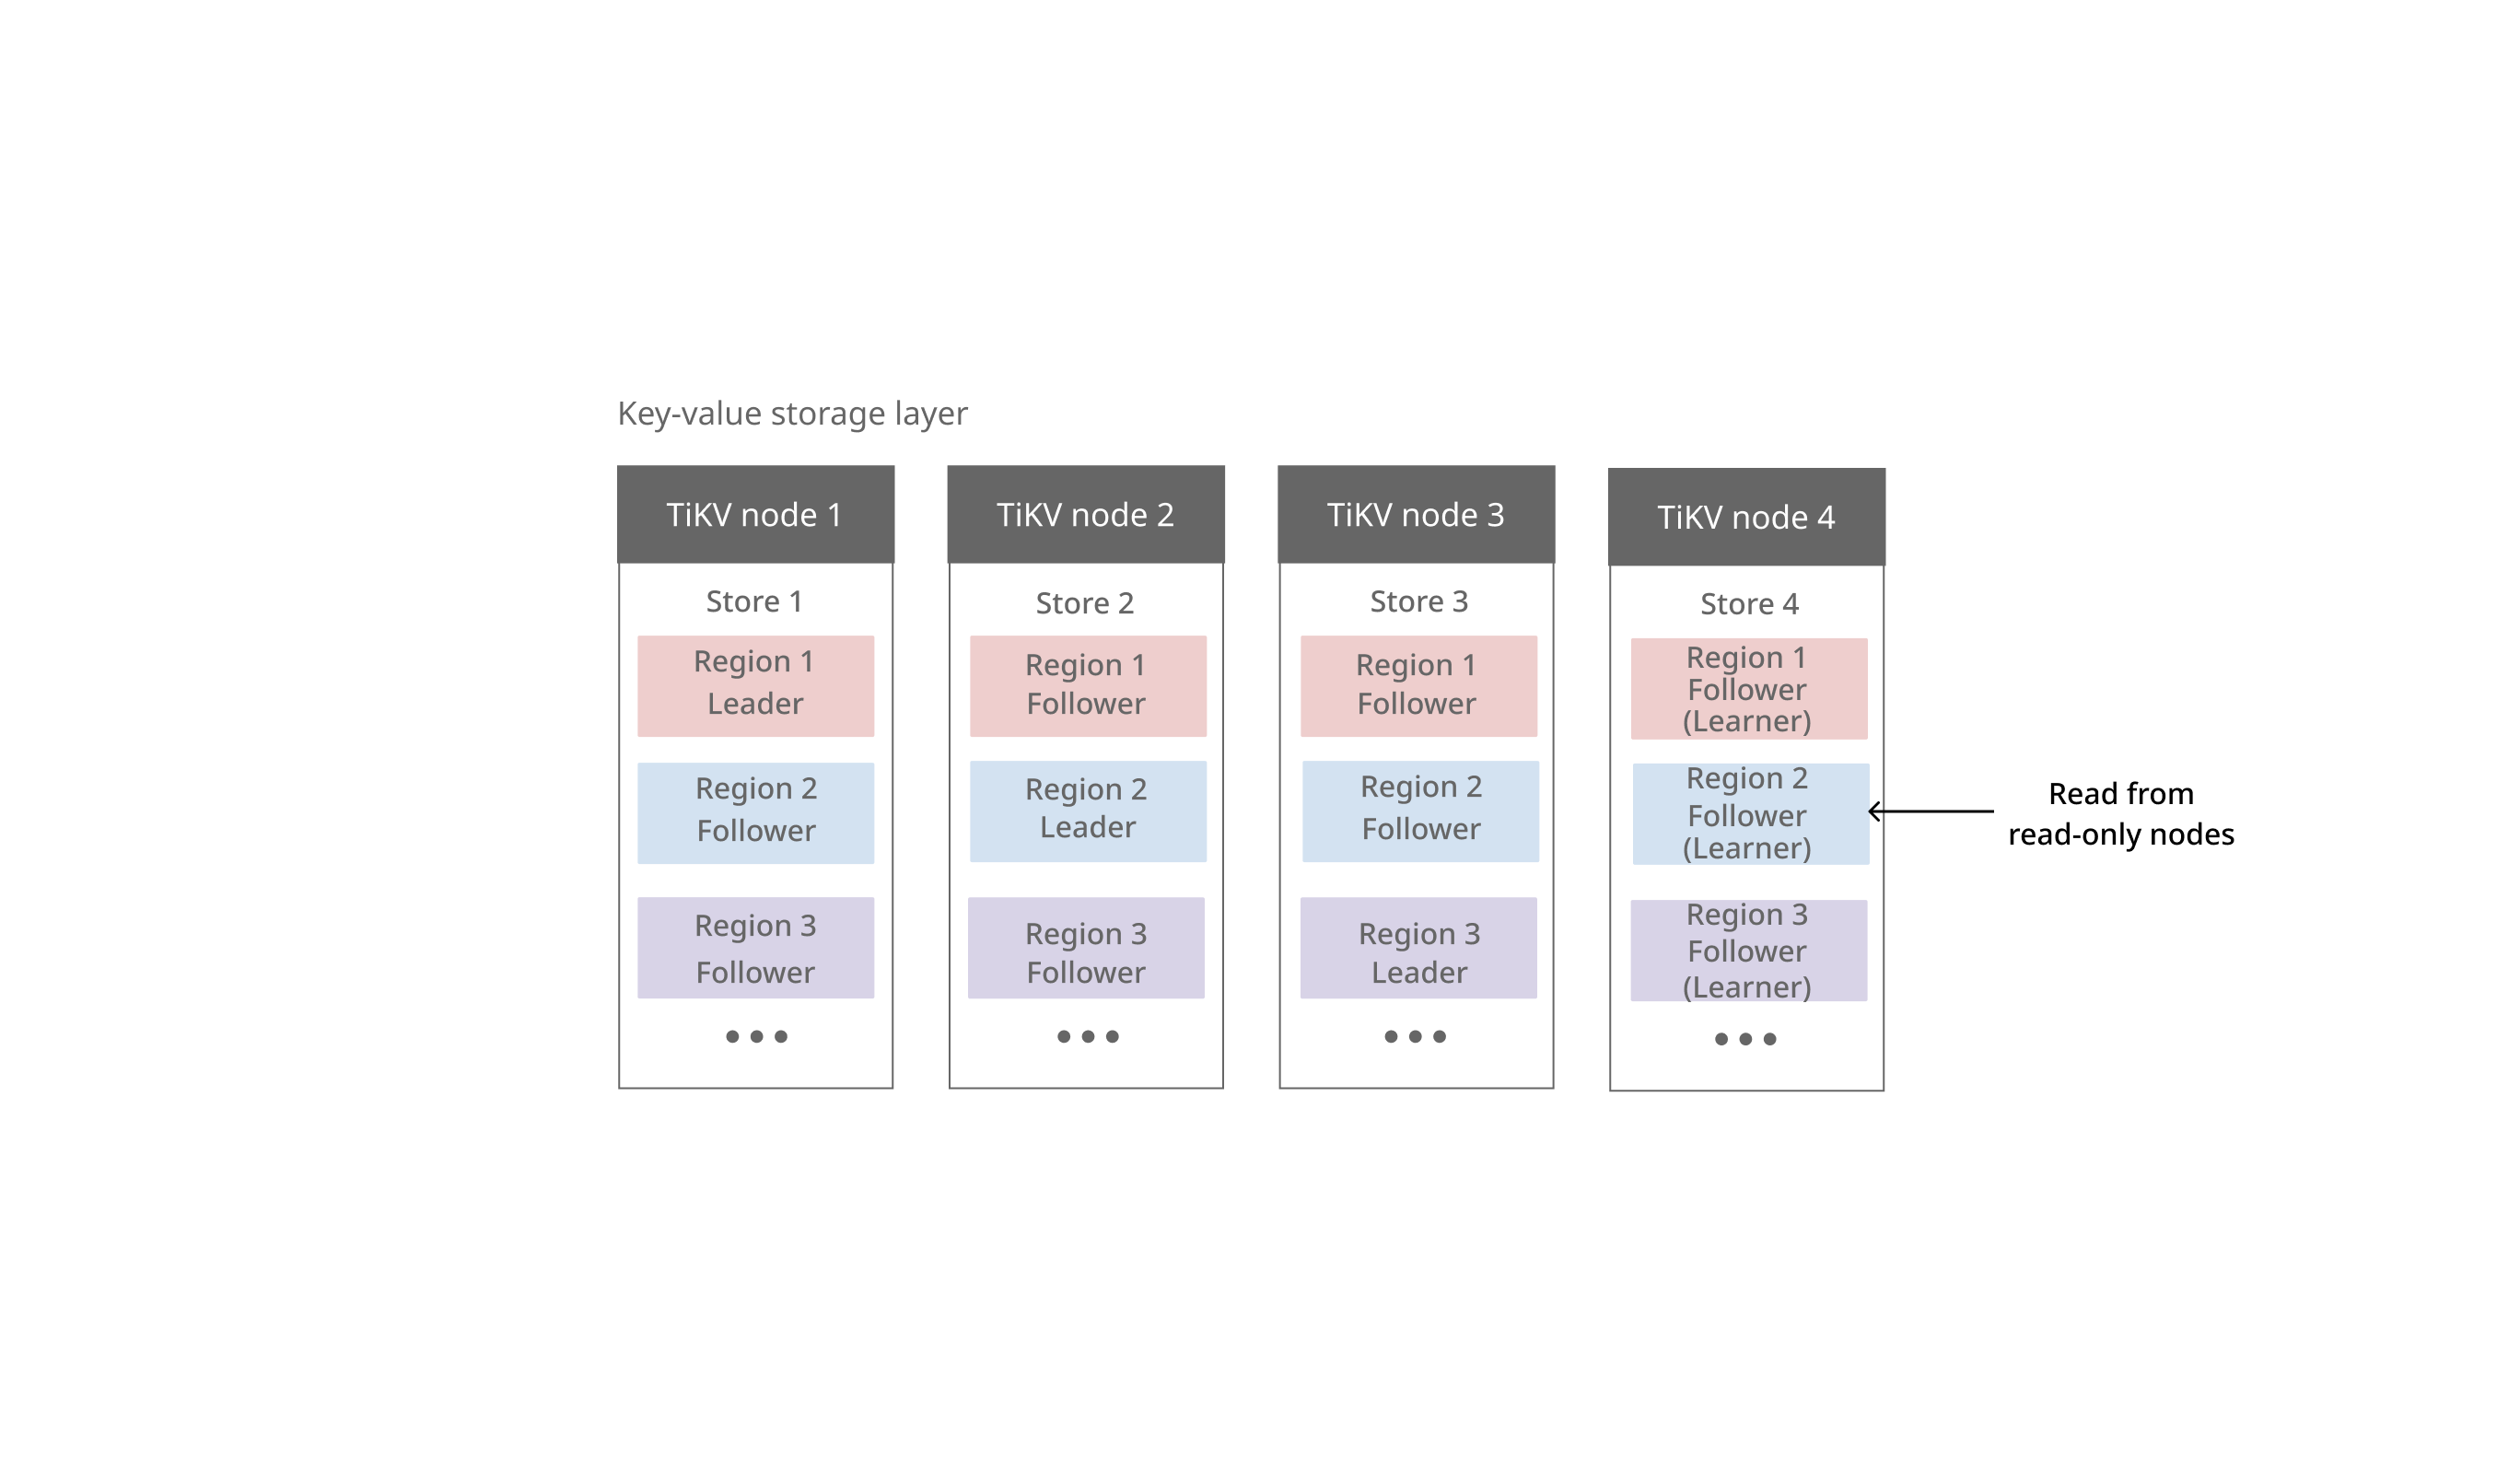 Key-value storage layer
TiKV node 1
Store 1
Region 1
Leader
Region 2
Follower
Region 3
Follower
TiKV node 2
Store 2
Region 1
Follower
Region 2
Leader
Region 3
Follower
TiKV node 3
Store 3
Region 1
Follower
Region 2
Follower
Region 3
Leader
TiKV node 4
Store 4
Region 1
Follower
(Learner)
Region 2
Follower
(Learner)
Region 3
Follower
(Learner)
Read from
read-only nodes